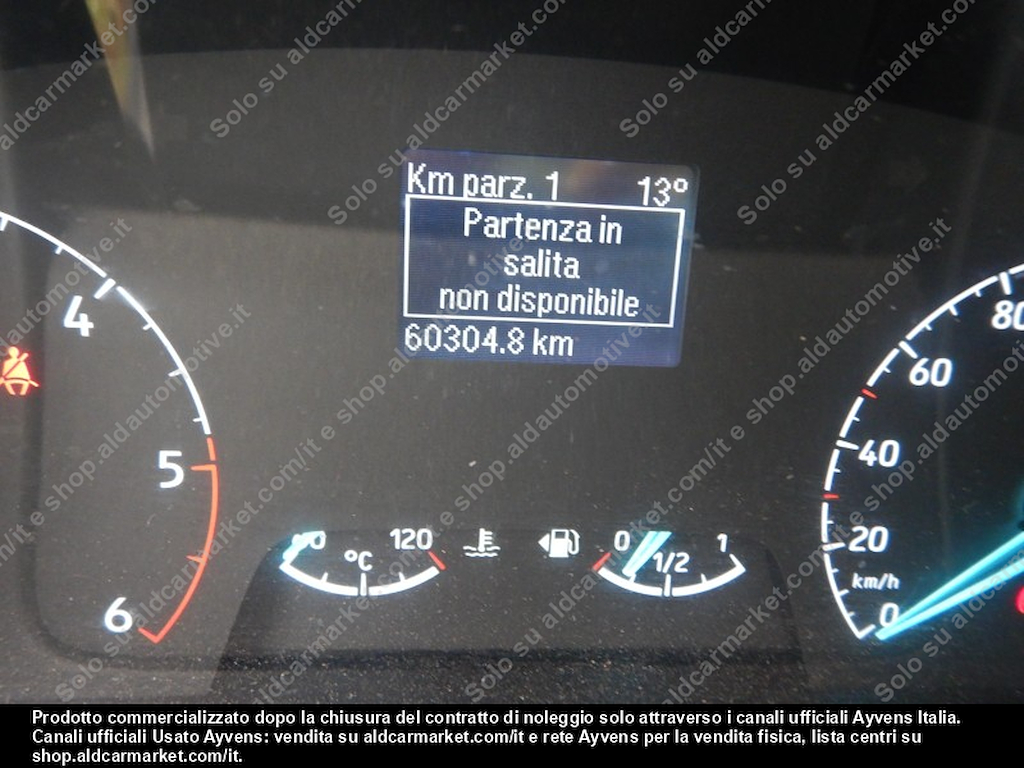 Km parz. 1 13°
Partenza in
salita
non disponibile
60304.8 km
4
5
6
120
°C
0
1/2
1
80
60
40
20
km/h
0
Solo su aldcarmarket.com/it e shop.aldautomotive.it
Prodotto commercializzato dopo la chiusura del contratto di noleggio solo attraverso i canali ufficiali Ayvens Italia.
Canali ufficiali Usato Ayvens: vendita su aldcarmarket.com/it e rete Ayvens per la vendita fisica, lista centri su
shop.aldcarmarket.com/it.